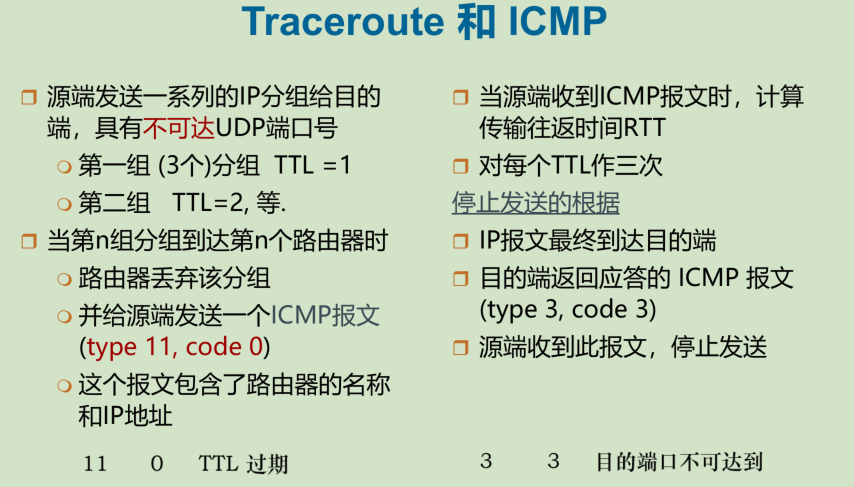 Traceroute 和 ICMP
源端发送一系列的IP分组给目的
端，具有不可达UDP端口号
第一组 (3个)分组 TTL =1
第二组 TTL=2, 等.
当第n组分组到达第n个路由器时
路由器丢弃该分组
并给源端发送一个ICMP报文
(type 11, code 0)
这个报文包含了路由器的名称
和IP地址
11 0 TTL 过期
当源端收到ICMP报文时，计算
传输往返时间RTT
对每个TTL作三次
停止发送的根据
IP报文最终到达目的端
目的端返回应答的 ICMP 报文
(type 3, code 3)
源端收到此报文，停止发送
3 3 目的端口不可达到